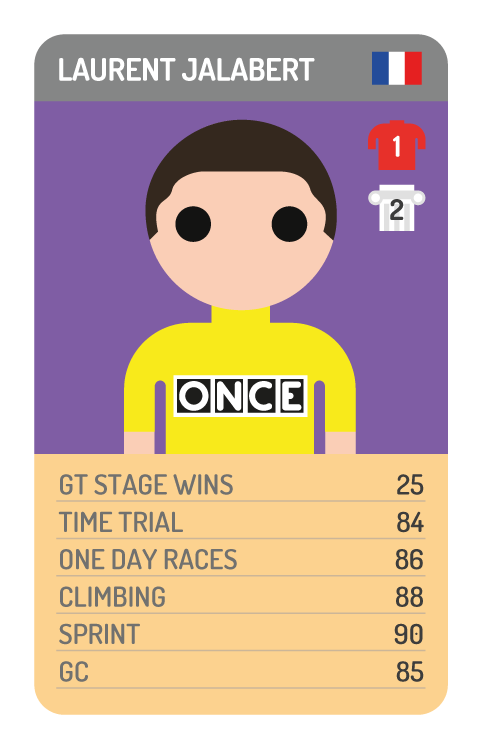 LAURENT JALABERT
1
2
ONCE
GT STAGE WINS 25
TIME TRIAL 84
ONE DAY RACES 86
CLIMBING 88
SPRINT 90
GC 85